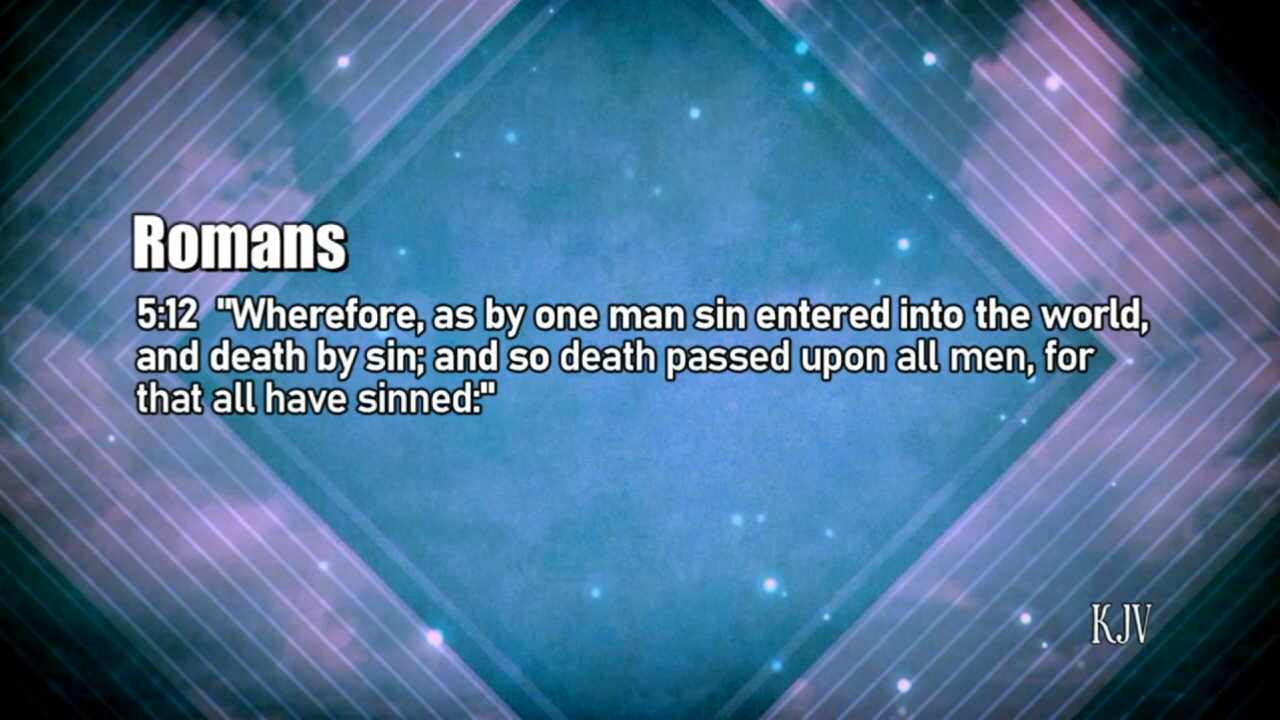 Romans
5:12 "Wherefore, as by one man sin entered into the world,
and death by sin; and so death passed upon all men, for
that all have sinned:"
KJV